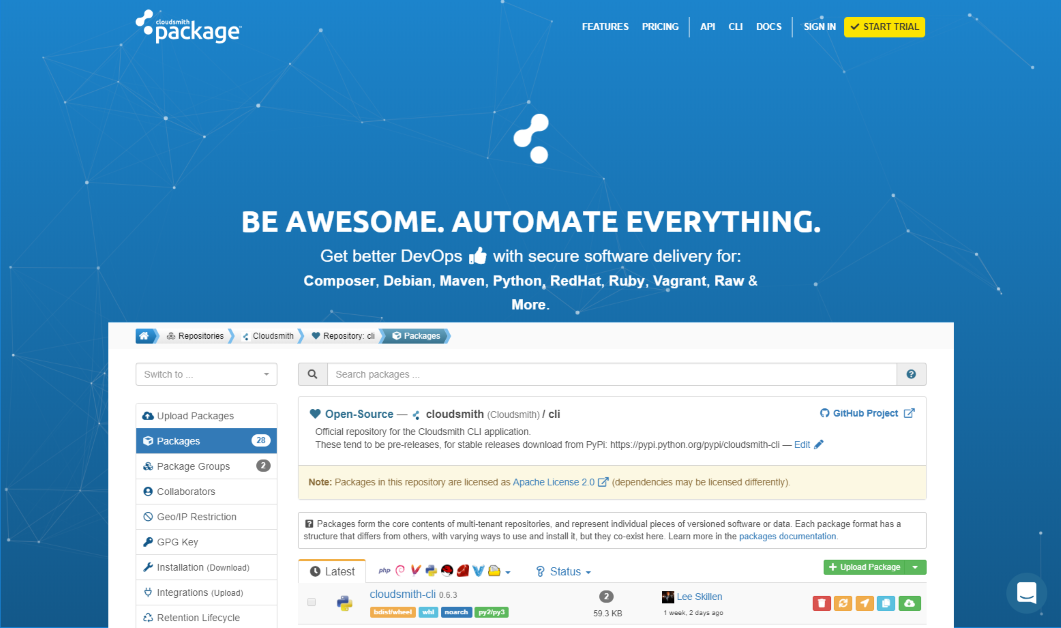 cloudsmith
package
FEATURES PRICING API CLI DOCS SIGN IN START TRIAL
BE AWESOME. AUTOMATE EVERYTHING.
Get better DevOps with secure software delivery for:
Composer, Debian, Maven, Python, RedHat, Ruby, Vagrant, Raw &
More.
Repositories Cloudsmith Repository: cli Packages
Switch to ...
Search packages ...
Upload Packages
Packages 28
Package Groups 2
Collaborators
Geo/IP Restriction
GPG Key
Installation (Download)
Integrations (Upload)
Retention Lifecycle
Open-Source — cloudsmith (Cloudsmith) / cli
GitHub Project
Official repository for the Cloudsmith CLI application.
These tend to be pre-releases, for stable releases download from PyPi: https://pypi.python.org/pypi/cloudsmith-cli — Edit
Note: Packages in this repository are licensed as Apache License 2.0 (dependencies may be licensed differently).
Packages form the core contents of multi-tenant repositories, and represent individual pieces of versioned software or data. Each package format has a
structure that differs from others, with varying ways to use and install it, but they co-exist here. Learn more in the packages documentation.
Latest php Status
Upload Package
cloudsmith-cli 0.6.3
bdist/wheel whl noarch py2/py3
2
59.3 KB
Lee Skillen
1 week, 2 days ago